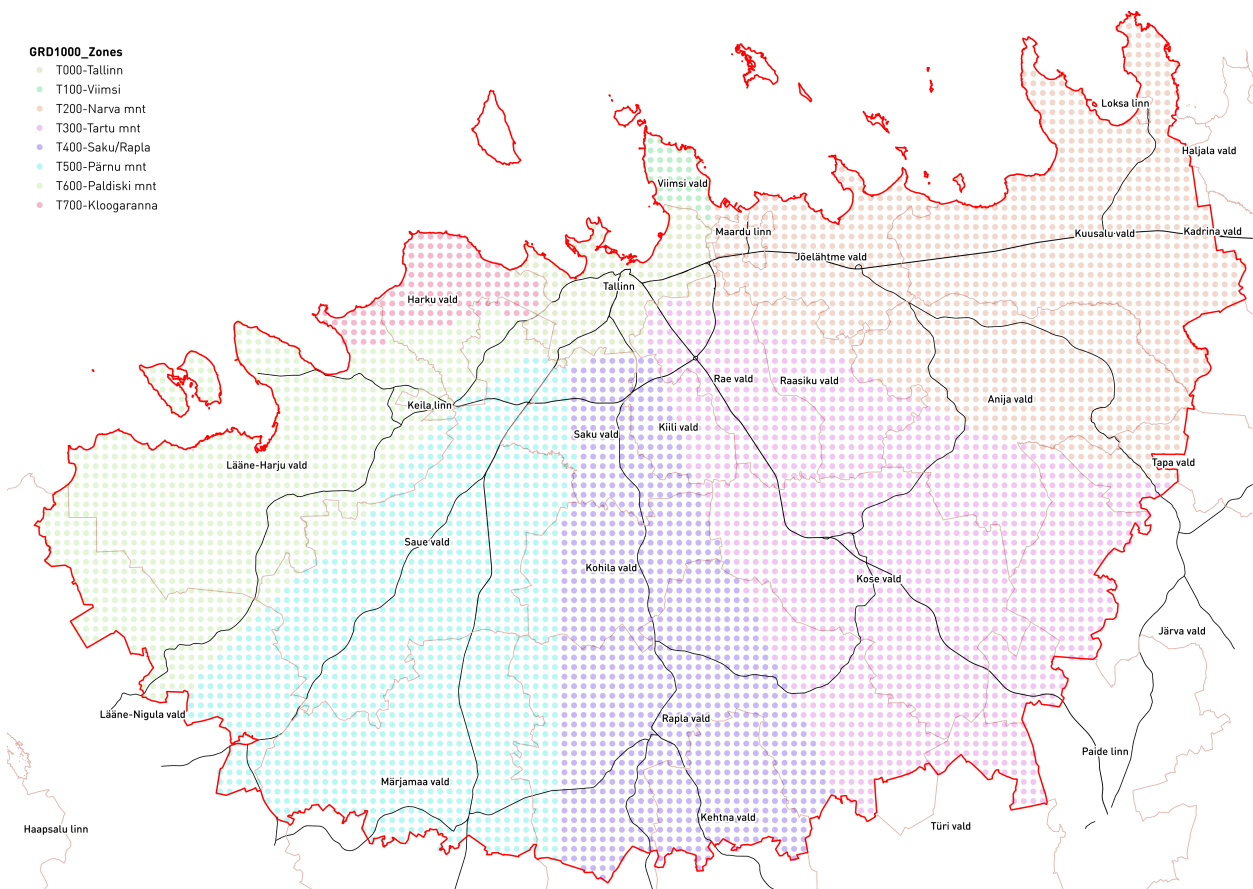 GRD1000_Zones
T000-Tallinn
T100-Viimsi
T200-Narva mnt
T300-Tartu mnt
T400-Saku/Rapla
T500-Pärnu mnt
T600-Paldiski mnt
T700-Kloogaranna
Loksa linn
Haljala vald
Viimsi vald
Maardu linn
Kuusalu vald
Kadrina vald
Jõelähtme vald
Tallinn
Harku vald
Rae vald
Raasiku vald
Anija vald
Keila linn
Saku vald
Kiili vald
Lääne-Harju vald
Tapa vald
Saue vald
Kohila vald
Kose vald
Järva vald
Lääne-Nigula vald
Rapla vald
Paide linn
Märjamaa vald
Kehtna vald
Türi vald
Haapsalu linn